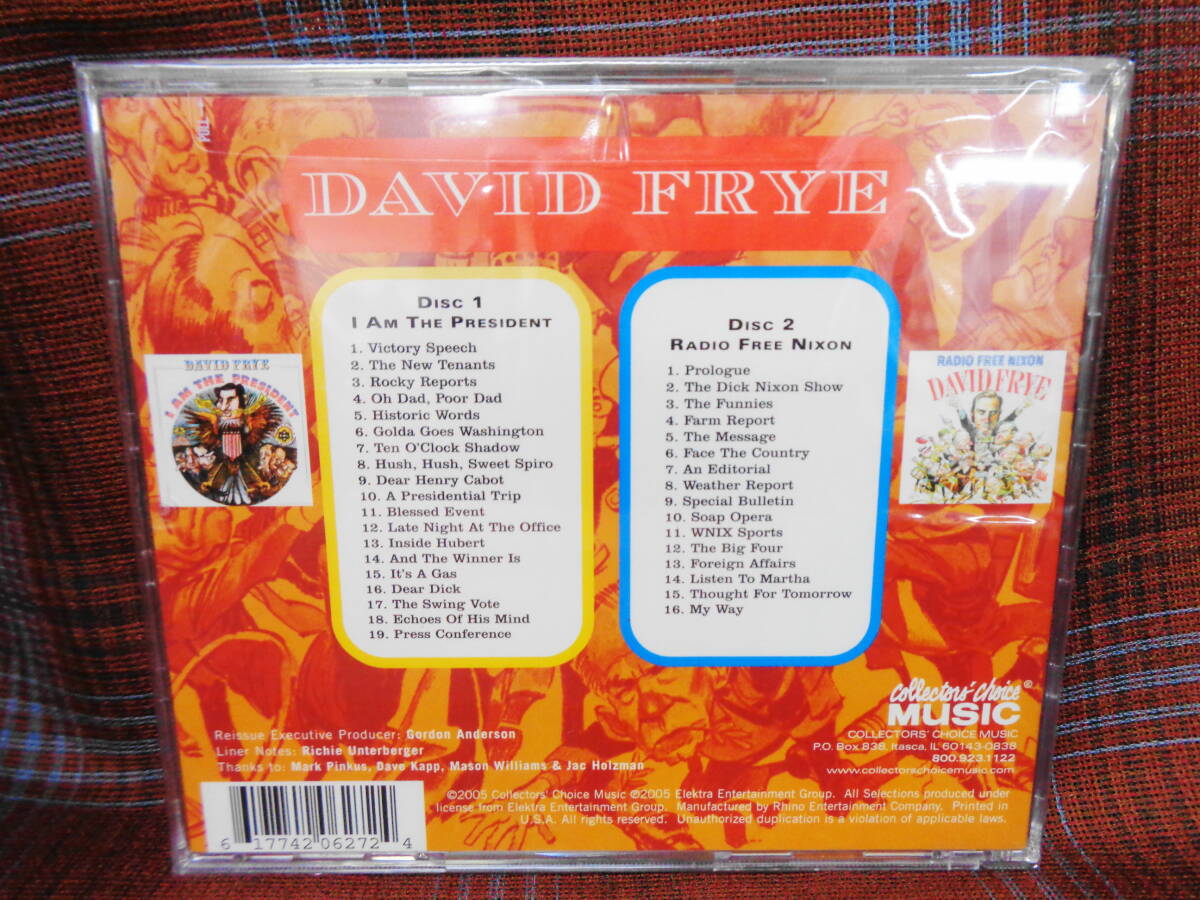 PULL
DAVID FRYE
DISC 1
I AM THE PRESIDENT
1. Victory Speech
2. The New Tenants
3. Rocky Reports
4. Oh Dad, Poor Dad
5. Historic Words
6. Golda Goes Washington
7. Ten O'Clock Shadow
8. Hush, Hush, Sweet Spiro
9. Dear Henry Cabot
10. A Presidential Trip
11. Blessed Event
12. Late Night At The Office
13. Inside Hubert
14. And The Winner Is
15. It's A Gas
16. Dear Dick
17. The Swing Vote
18. Echoes Of His Mind
19. Press Conference
DISC 2
RADIO FREE NIXON
1. Prologue
2. The Dick Nixon Show
3. The Funnies
4. Farm Report
5. The Message
6. Face The Country
7. An Editorial
8. Weather Report
9. Special Bulletin
10. Soap Opera
11. WNIX Sports
12. The Big Four
13. Foreign Affairs
14. Listen To Martha
15. Thought For Tomorrow
16. My Way
DAVID FRYE
I AM THE PRESIDENT
RADIO FREE NIXON
DAVID FRYE
Reissue Executive Producer: Gordon Anderson
Liner Notes: Richie Unterberger
Thanks to: Mark Pinkus, Dave Kapp, Mason Williams & Jac Holzman
Collectors' Choice®
MUSIC
COLLECTORS' CHOICE MUSIC
P.O. Box 838, Itasca, IL 60143-0838
800.923.1122
www.collectorschoicemusic.com
©2005 Collectors' Choice Music ℗2005 Elektra Entertainment Group. All Selections produced under
license from Elektra Entertainment Group. Manufactured by Rhino Entertainment Company. Printed in
U.S.A. All rights reserved. Unauthorized duplication is a violation of applicable laws.
6 17742 06272 4